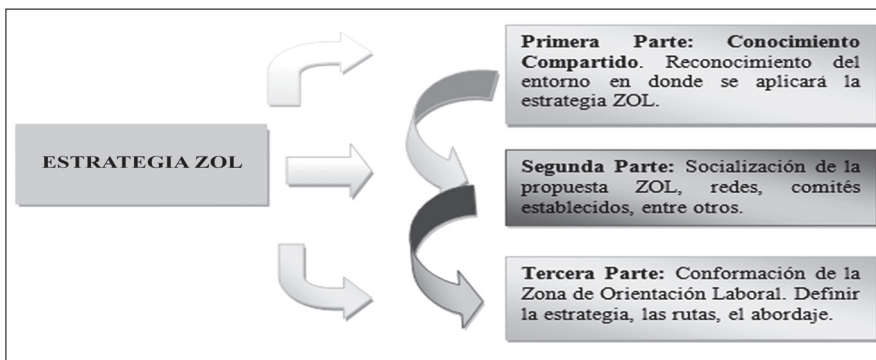 ESTRATEGIA ZOL
Primera Parte: Conocimiento
Compartido. Reconocimiento del
entorno en donde se aplicará la
estrategia ZOL.
Segunda Parte: Socialización de la
propuesta ZOL, redes, comités
establecidos, entre otros.
Tercera Parte: Conformación de la
Zona de Orientación Laboral. Definir
la estrategia, las rutas, el abordaje.